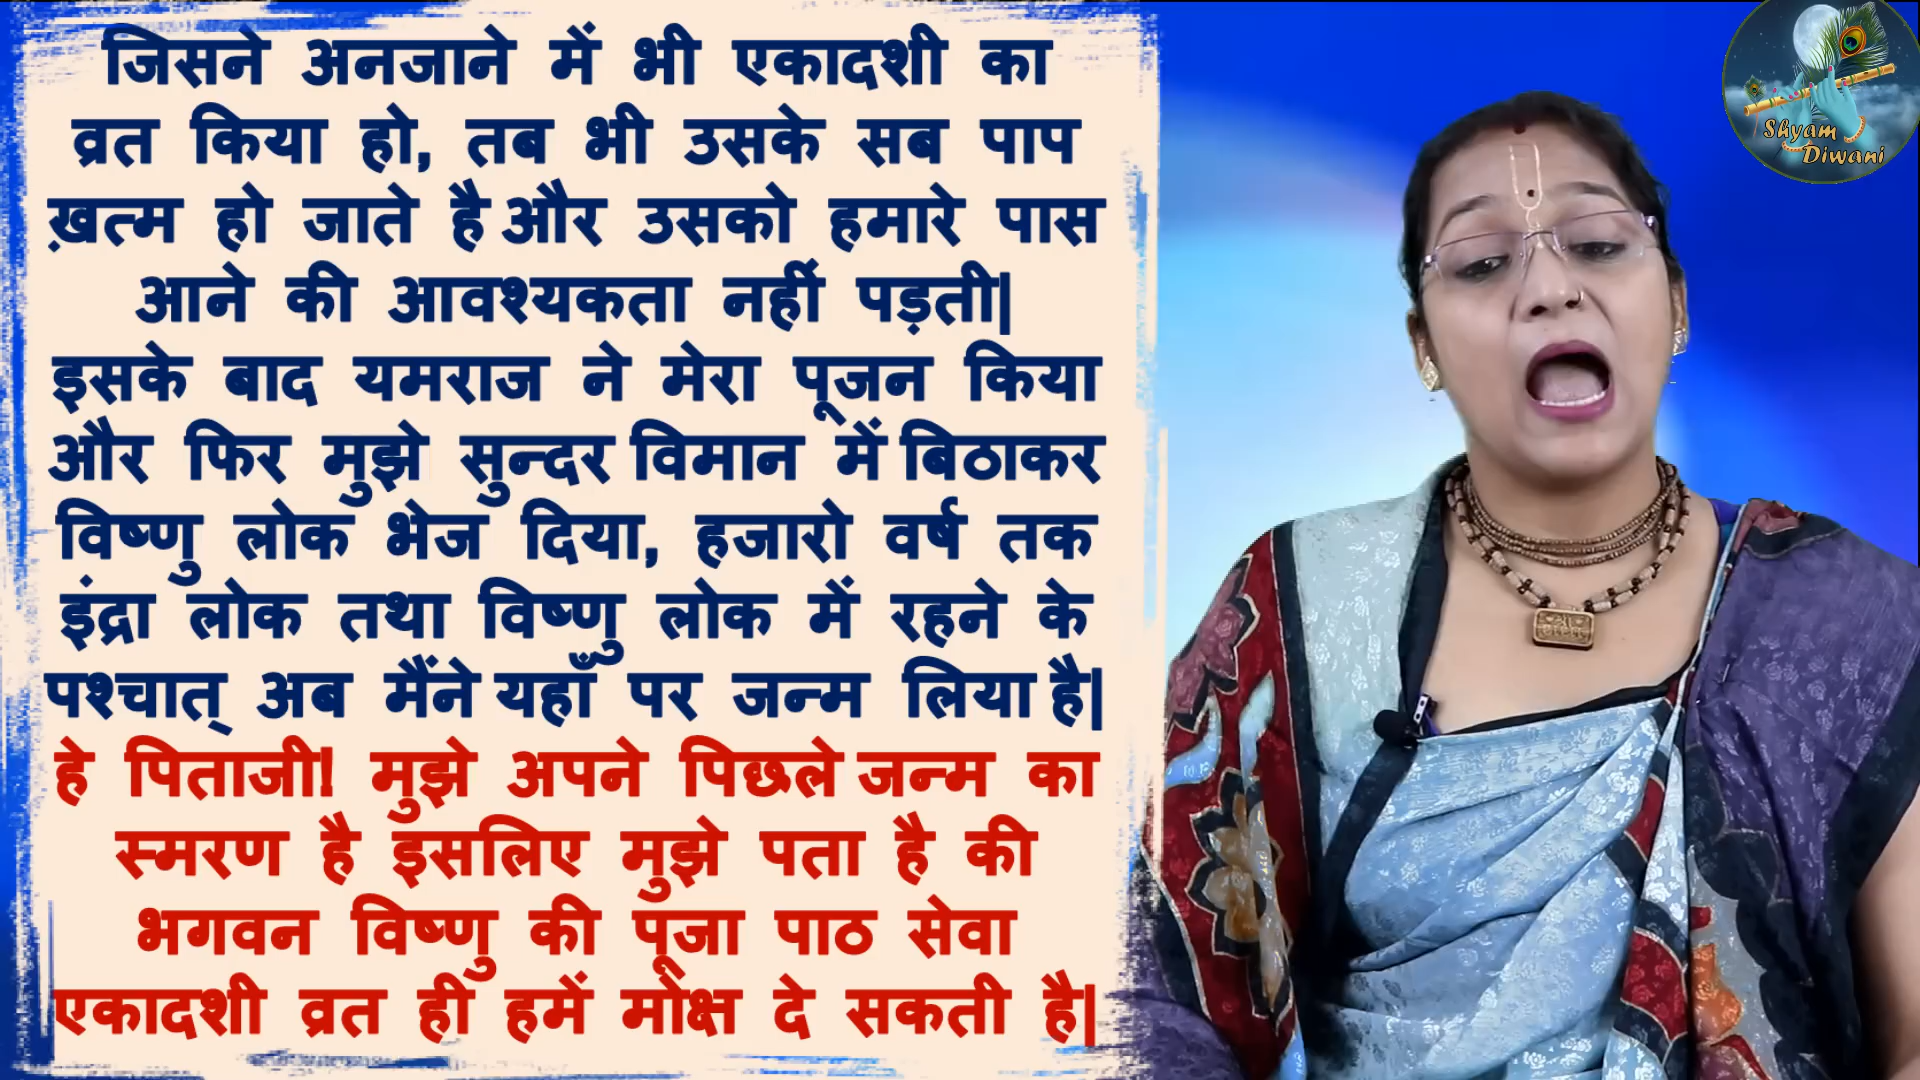 जिसने अनजाने में भी एकादशी का
व्रत किया हो, तब भी उसके सब पाप
ख़त्म हो जाते है और उसको हमारे पास
आने की आवश्यकता नहीं पड़ती|
इसके बाद यमराज ने मेरा पूजन किया
और फिर मुझे सुन्दर विमान में बिठाकर
विष्णु लोक भेज दिया, हजारो वर्ष तक
इंद्रा लोक तथा विष्णु लोक में रहने के
पश्चात् अब मैंने यहाँ पर जन्म लिया है|
हे पिताजी! मुझे अपने पिछले जन्म का
स्मरण है इसलिए मुझे पता है की
भगवन विष्णु की पूजा पाठ सेवा
एकादशी व्रत ही हमें मोक्ष दे सकती है|
Shyam
Diwani